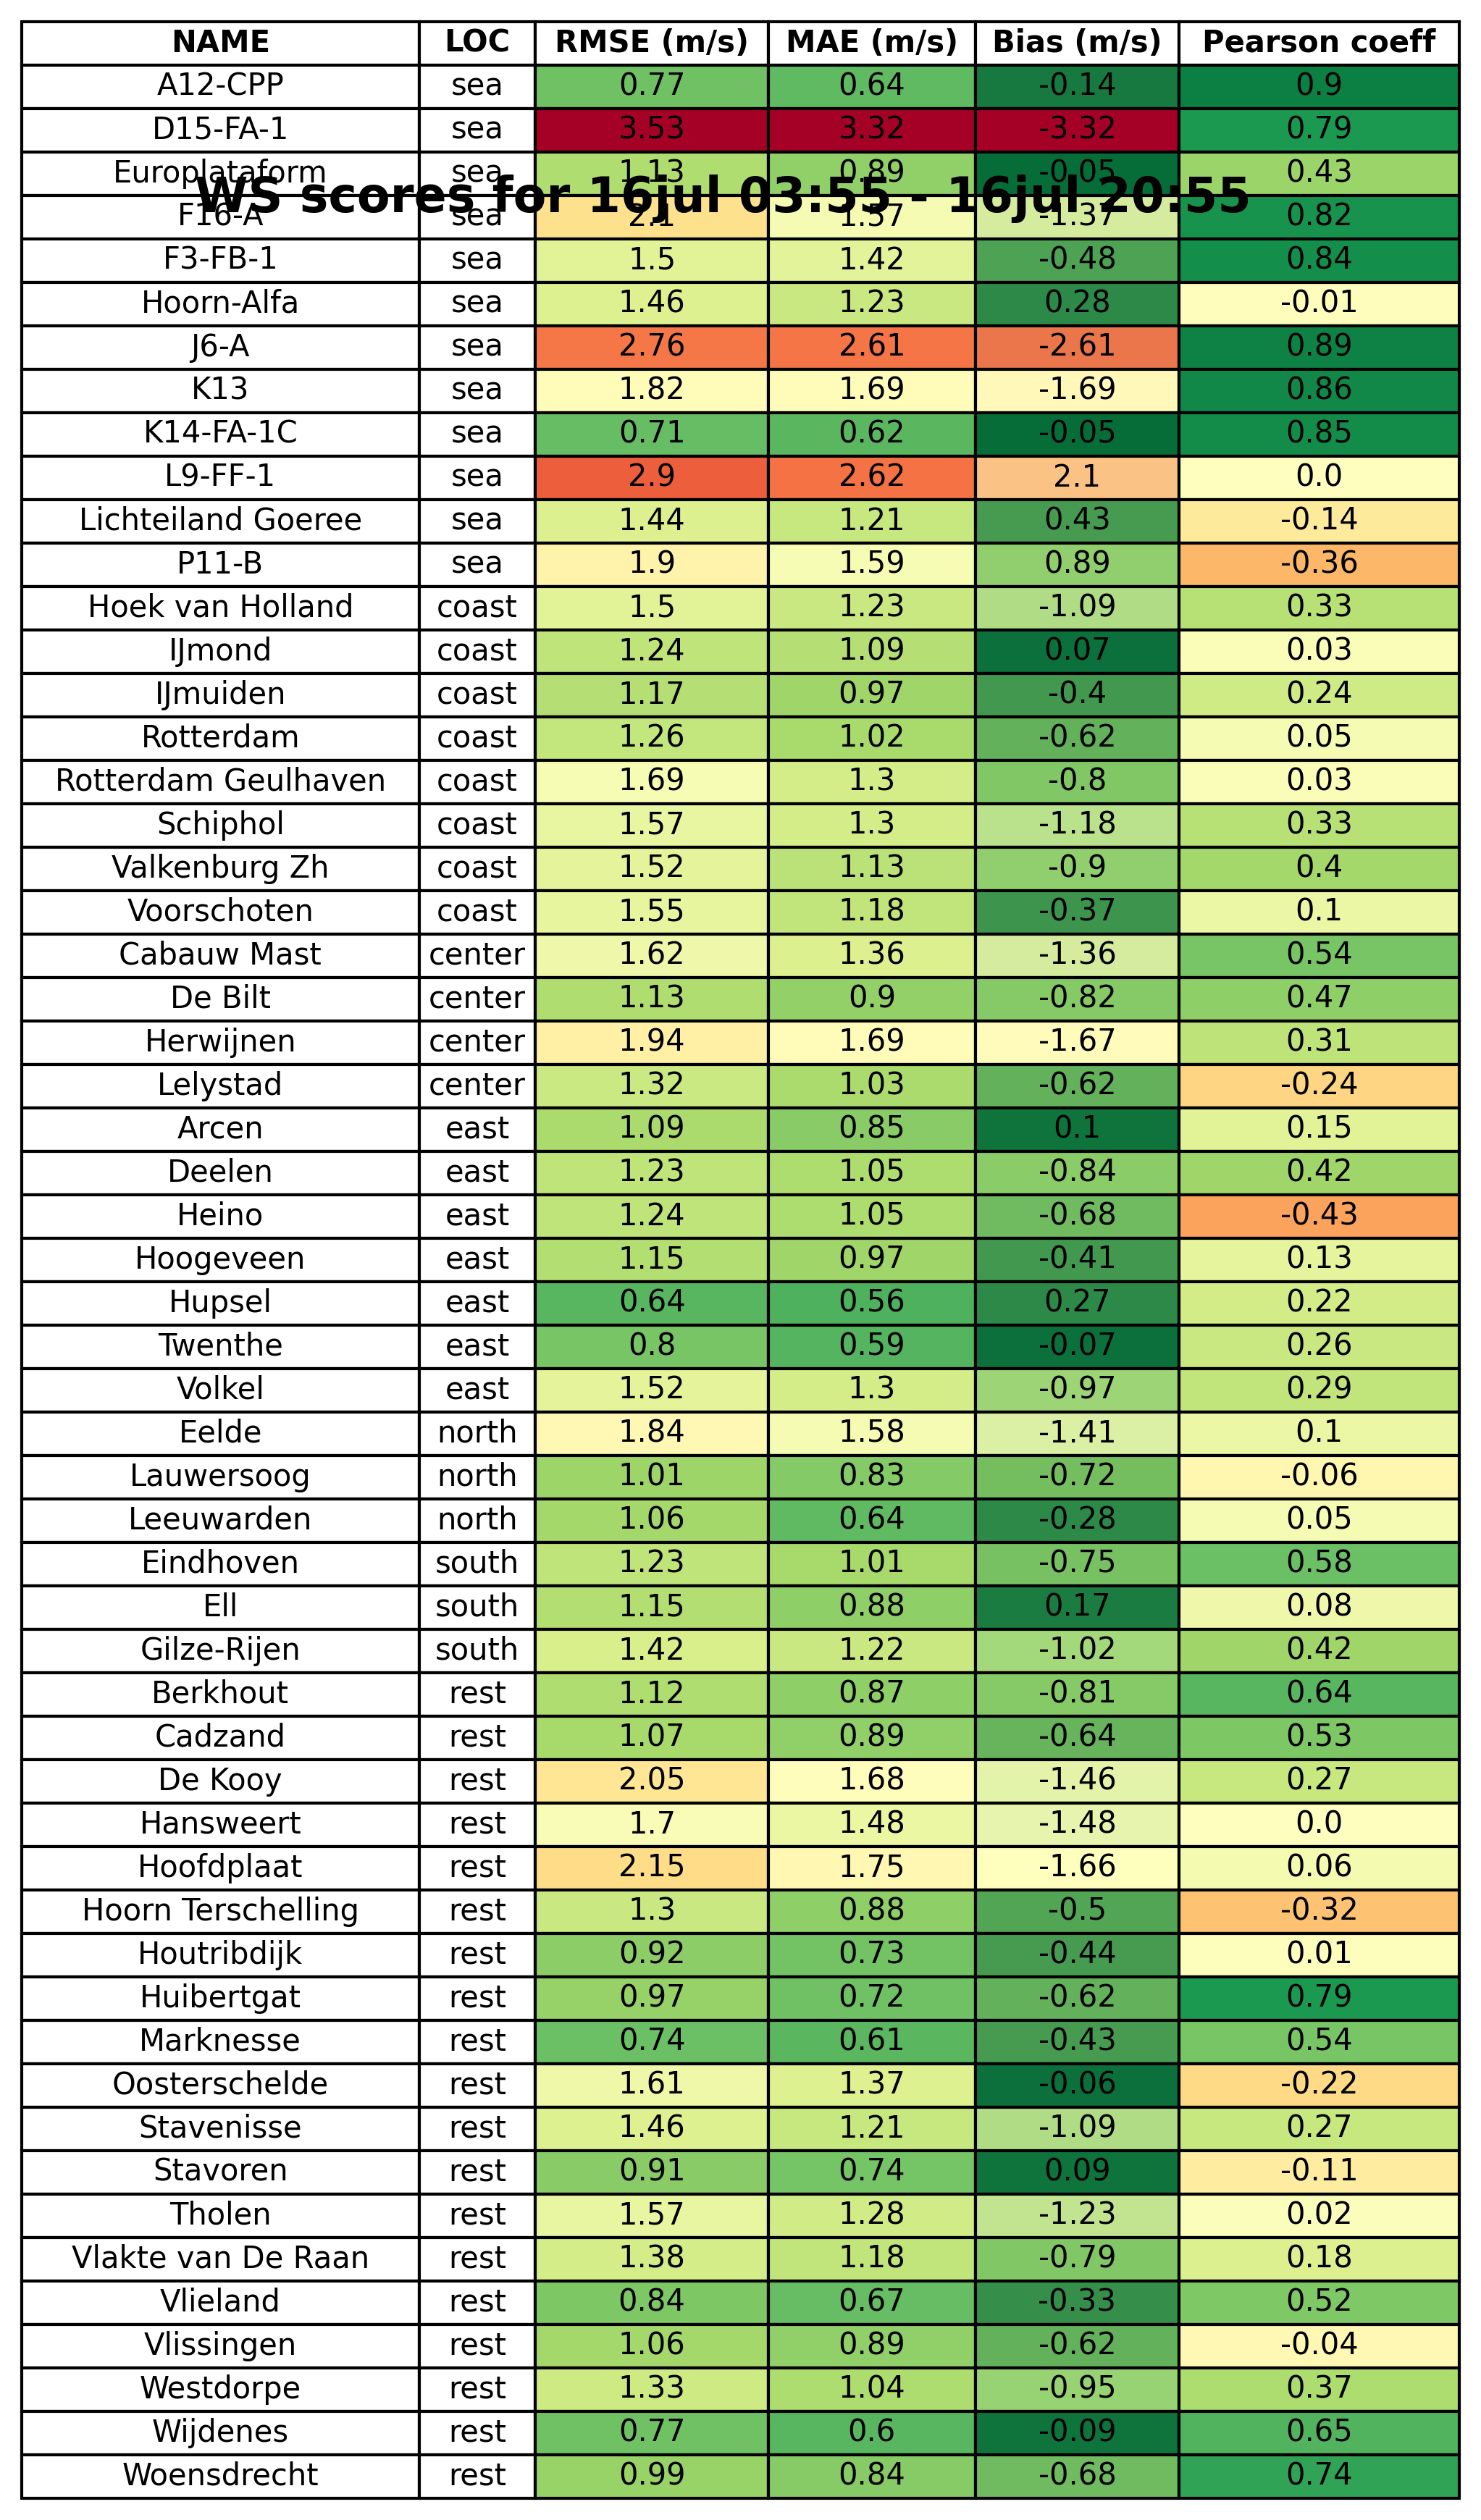 NAME LOC RMSE (m/s) MAE (m/s) Bias (m/s) Pearson coeff
A12-CPP sea 0.77 0.64 -0.14 0.9
D15-FA-1 sea 3.53 3.32 -3.32 0.79
Europlataform sea 1.13 0.89 -0.05 0.43
WS scores for 16jul 03:55 - 16jul 20:55
F16-A sea 2.1 1.57 -1.37 0.82
F3-FB-1 sea 1.5 1.42 -0.48 0.84
Hoorn-Alfa sea 1.46 1.23 0.28 -0.01
J6-A sea 2.76 2.61 -2.61 0.89
K13 sea 1.82 1.69 -1.69 0.86
K14-FA-1C sea 0.71 0.62 -0.05 0.85
L9-FF-1 sea 2.9 2.62 2.1 0.0
Lichteiland Goeree sea 1.44 1.21 0.43 -0.14
P11-B sea 1.9 1.59 0.89 -0.36
Hoek van Holland coast 1.5 1.23 -1.09 0.33
IJmond coast 1.24 1.09 0.07 0.03
IJmuiden coast 1.17 0.97 -0.4 0.24
Rotterdam coast 1.26 1.02 -0.62 0.05
Rotterdam Geulhaven coast 1.69 1.3 -0.8 0.03
Schiphol coast 1.57 1.3 -1.18 0.33
Valkenburg Zh coast 1.52 1.13 -0.9 0.4
Voorschoten coast 1.55 1.18 -0.37 0.1
Cabauw Mast center 1.62 1.36 -1.36 0.54
De Bilt center 1.13 0.9 -0.82 0.47
Herwijnen center 1.94 1.69 -1.67 0.31
Lelystad center 1.32 1.03 -0.62 -0.24
Arcen east 1.09 0.85 0.1 0.15
Deelen east 1.23 1.05 -0.84 0.42
Heino east 1.24 1.05 -0.68 -0.43
Hoogeveen east 1.15 0.97 -0.41 0.13
Hupsel east 0.64 0.56 0.27 0.22
Twenthe east 0.8 0.59 -0.07 0.26
Volkel east 1.52 1.3 -0.97 0.29
Eelde north 1.84 1.58 -1.41 0.1
Lauwersoog north 1.01 0.83 -0.72 -0.06
Leeuwarden north 1.06 0.64 -0.28 0.05
Eindhoven south 1.23 1.01 -0.75 0.58
Ell south 1.15 0.88 0.17 0.08
Gilze-Rijen south 1.42 1.22 -1.02 0.42
Berkhout rest 1.12 0.87 -0.81 0.64
Cadzand rest 1.07 0.89 -0.64 0.53
De Kooy rest 2.05 1.68 -1.46 0.27
Hansweert rest 1.7 1.48 -1.48 0.0
Hoofdplaat rest 2.15 1.75 -1.66 0.06
Hoorn Terschelling rest 1.3 0.88 -0.5 -0.32
Houtribdijk rest 0.92 0.73 -0.44 0.01
Huibertgat rest 0.97 0.72 -0.62 0.79
Marknesse rest 0.74 0.61 -0.43 0.54
Oosterschelde rest 1.61 1.37 -0.06 -0.22
Stavenisse rest 1.46 1.21 -1.09 0.27
Stavoren rest 0.91 0.74 0.09 -0.11
Tholen rest 1.57 1.28 -1.23 0.02
Vlakte van De Raan rest 1.38 1.18 -0.79 0.18
Vlieland rest 0.84 0.67 -0.33 0.52
Vlissingen rest 1.06 0.89 -0.62 -0.04
Westdorpe rest 1.33 1.04 -0.95 0.37
Wijdenes rest 0.77 0.6 -0.09 0.65
Woensdrecht rest 0.99 0.84 -0.68 0.74